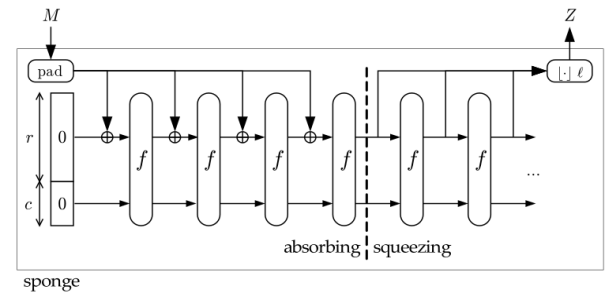 M Z
pad ⌊·⌋ ℓ
r 0 f f f f f f
c 0 ...
absorbing squeezing
sponge